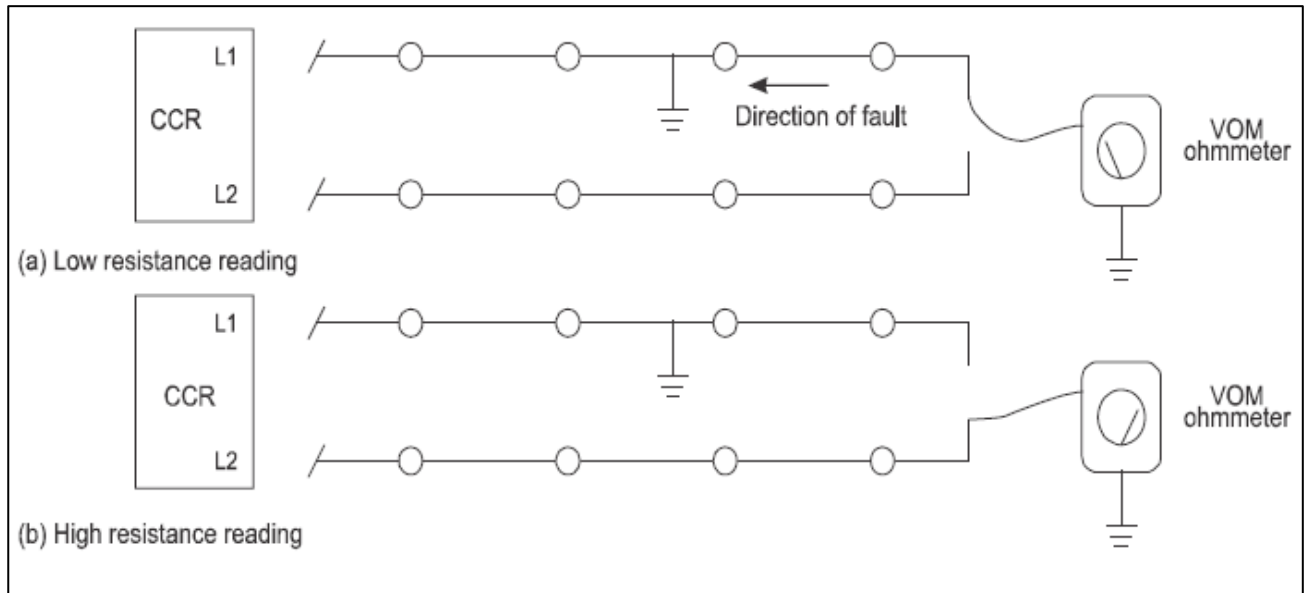 L1
CCR
Direction of fault
VOM
ohmmeter
L2
(a) Low resistance reading
L1
CCR
VOM
ohmmeter
L2
(b) High resistance reading